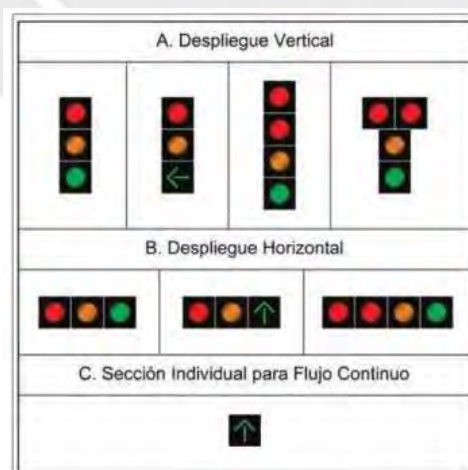 A. Despliegue Vertical
B. Despliegue Horizontal
C. Sección Individual para Flujo Continuo